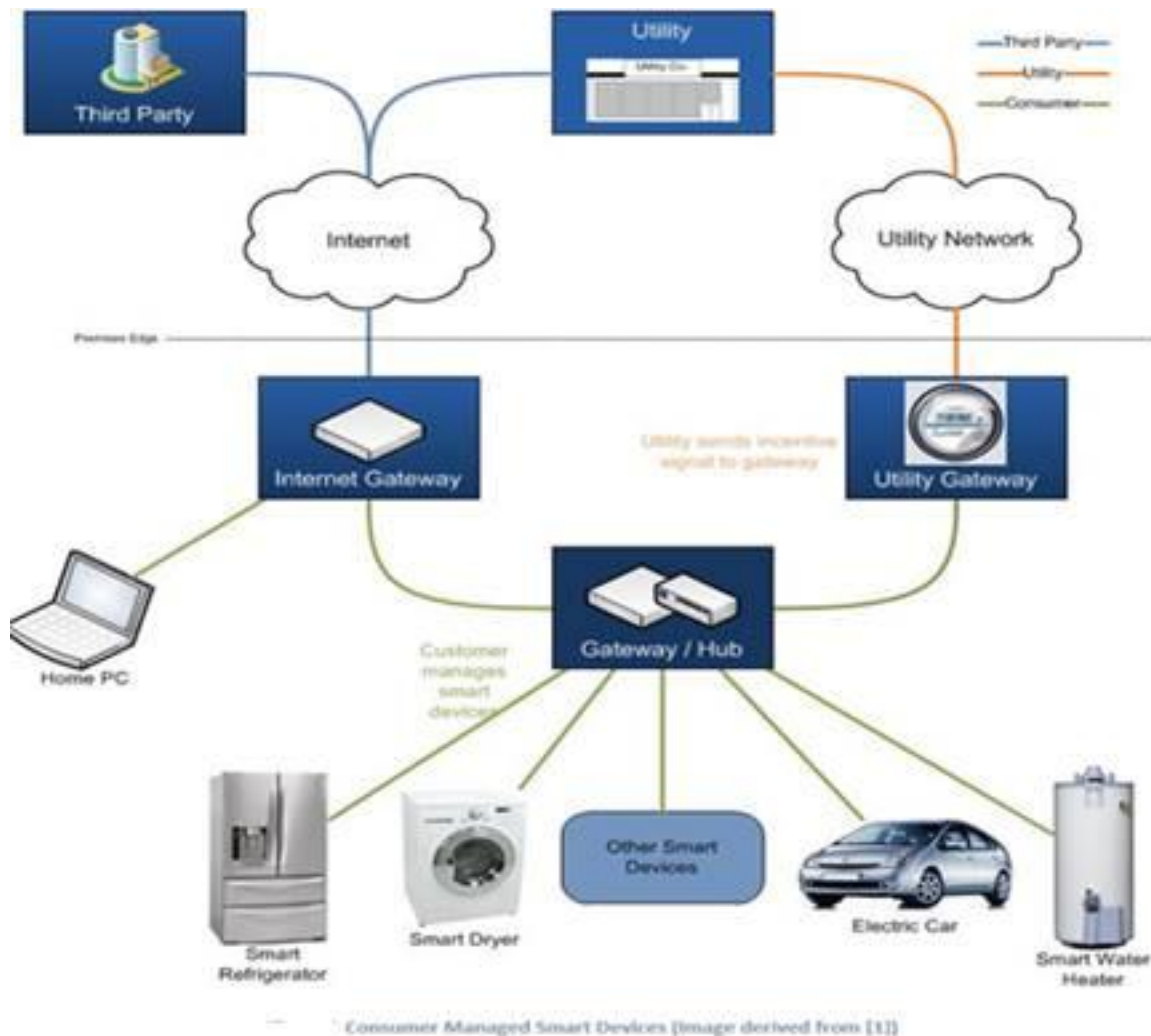 Utility
Utility Co.
Third Party
Third Party
Utility
Consumer
Internet
Utility Network
Premises Edge
Utility sends incentive
signal to gateway
Internet Gateway
Utility Gateway
Gateway / Hub
Home PC
Customer
manages
smart
devices
Other Smart
Devices
Smart Dryer
Electric Car
Smart
Refrigerator
Smart Water
Heater
Consumer Managed Smart Devices (Image derived from [1])